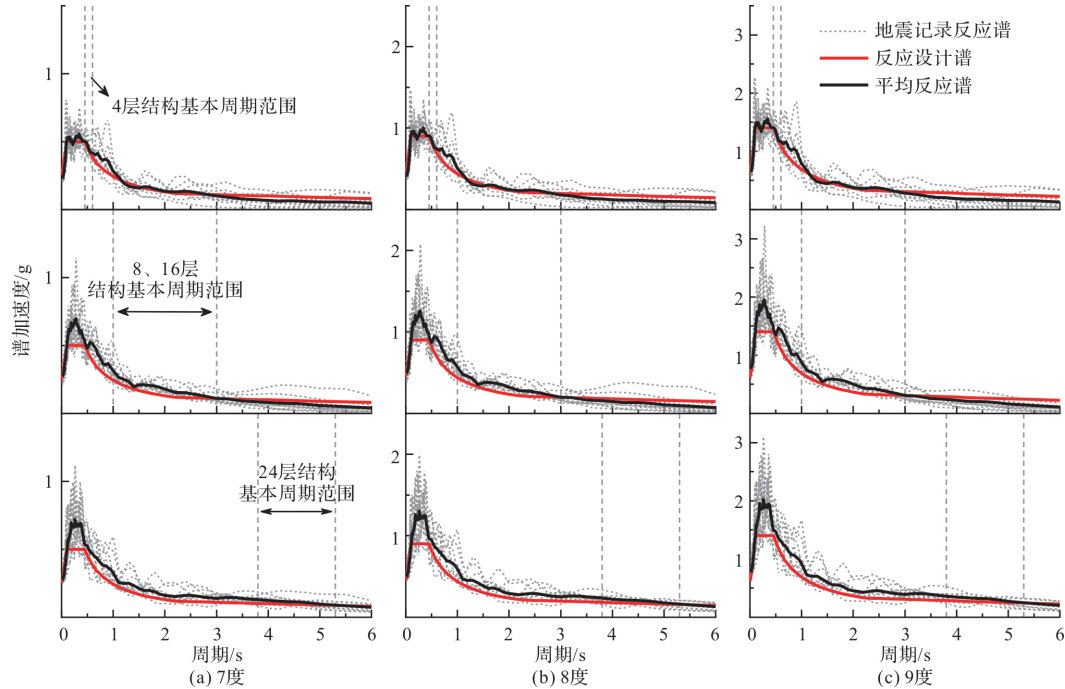 地震记录反应谱
反应设计谱
平均反应谱
4层结构基本周期范围
1
1
2
1
2
3
谱加速度/g
8、16层
结构基本周期范围
1
1
2
1
2
3
24层结构
基本周期范围
1
1
2
1
2
3
0 1 2 3 4 5 6
0 1 2 3 4 5 6
0 1 2 3 4 5 6
周期/s
周期/s
周期/s
(a) 7度
(b) 8度
(c) 9度